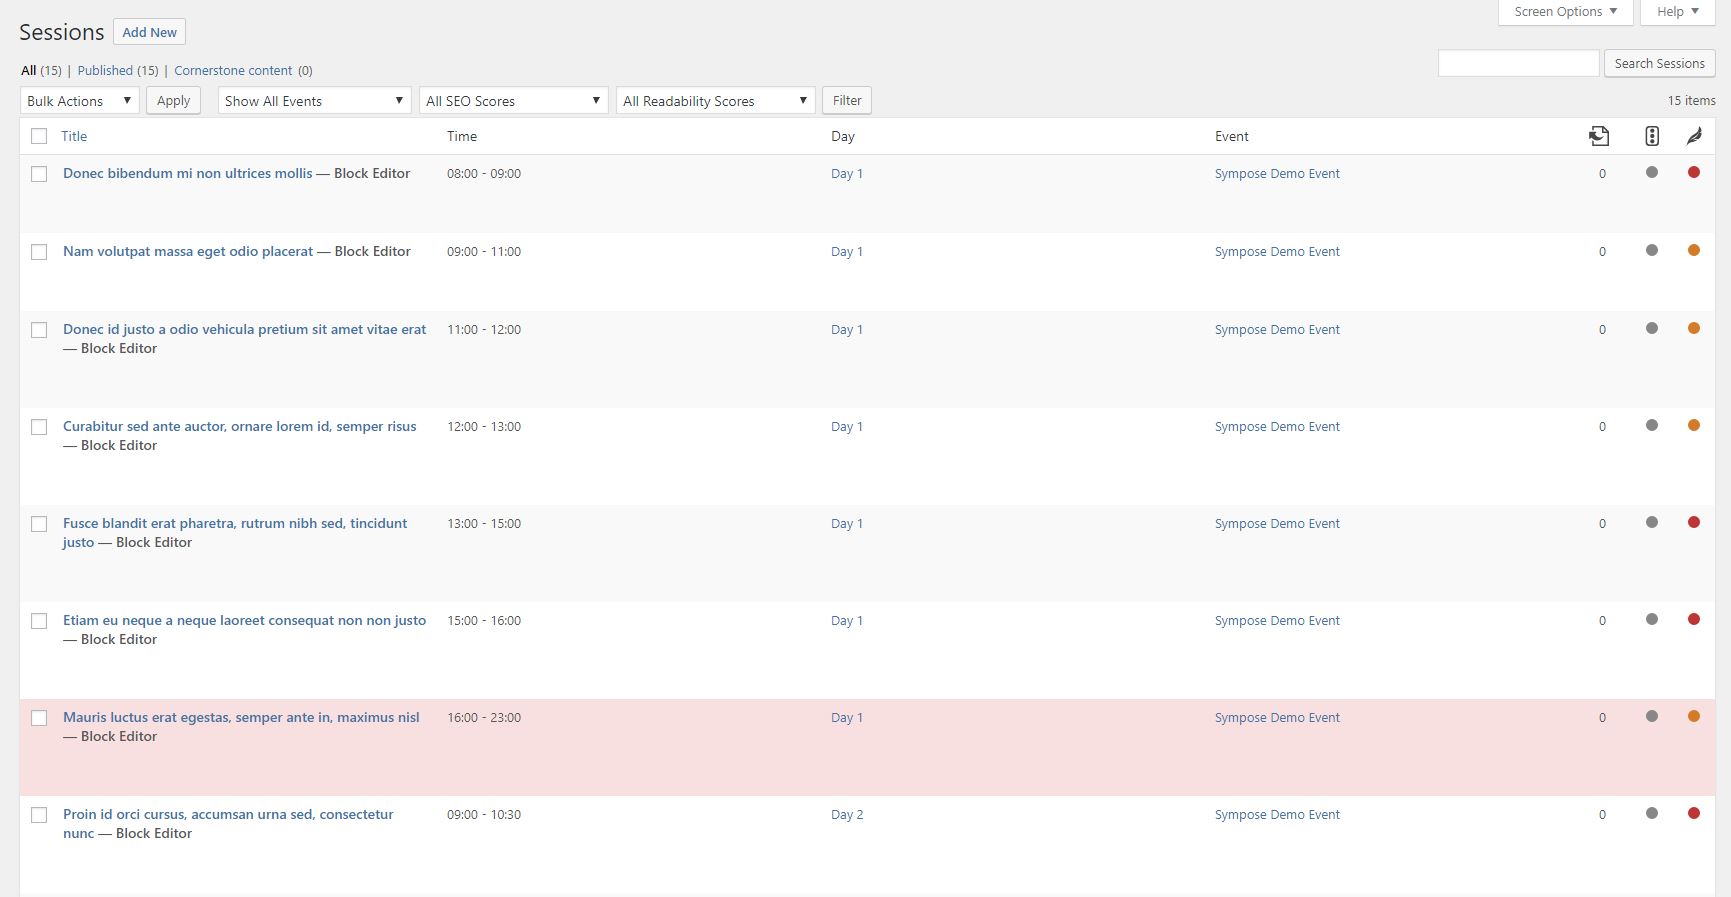 Screen Options Help
Sessions Add New
All (15) | Published (15) | Cornerstone content (0)
Search Sessions
Bulk Actions Apply Show All Events All SEO Scores All Readability Scores Filter 15 items
Title Time Day Event
Donec bibendum mi non ultrices mollis — Block Editor 08:00 - 09:00 Day 1 Sympose Demo Event 0
Nam volutpat massa eget odio placerat — Block Editor 09:00 - 11:00 Day 1 Sympose Demo Event 0
Donec id justo a odio vehicula pretium sit amet vitae erat 11:00 - 12:00 Day 1 Sympose Demo Event 0
— Block Editor
Curabitur sed ante auctor, ornare lorem id, semper risus 12:00 - 13:00 Day 1 Sympose Demo Event 0
— Block Editor
Fusce blandit erat pharetra, rutrum nibh sed, tincidunt 13:00 - 15:00 Day 1 Sympose Demo Event 0
justo — Block Editor
Etiam eu neque a neque laoreet consequat non non justo 15:00 - 16:00 Day 1 Sympose Demo Event 0
— Block Editor
Mauris luctus erat egestas, semper ante in, maximus nisl 16:00 - 23:00 Day 1 Sympose Demo Event 0
— Block Editor
Proin id orci cursus, accumsan urna sed, consectetur 09:00 - 10:30 Day 2 Sympose Demo Event 0
nunc — Block Editor